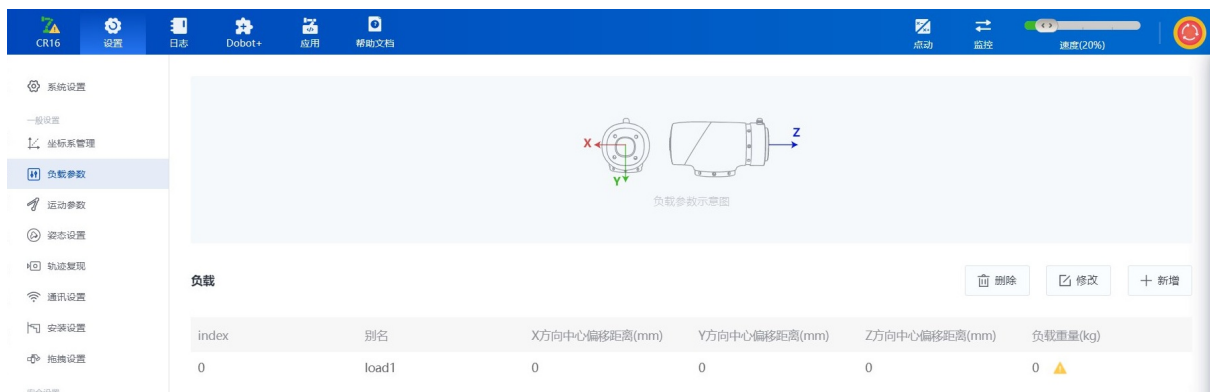 CR16
设置
日志
Dobot+
应用
帮助文档
点动
监控
速度(20%)
系统设置
一般设置
坐标系管理
负载参数
运动参数
姿态设置
轨迹复现
通讯设置
安装设置
拖拽设置
X
Y
Z
负载参数示意图
负载
删除
修改
新增
index 别名 X方向中心偏移距离(mm) Y方向中心偏移距离(mm) Z方向中心偏移距离(mm) 负载重量(kg)
0 load1 0 0 0 0